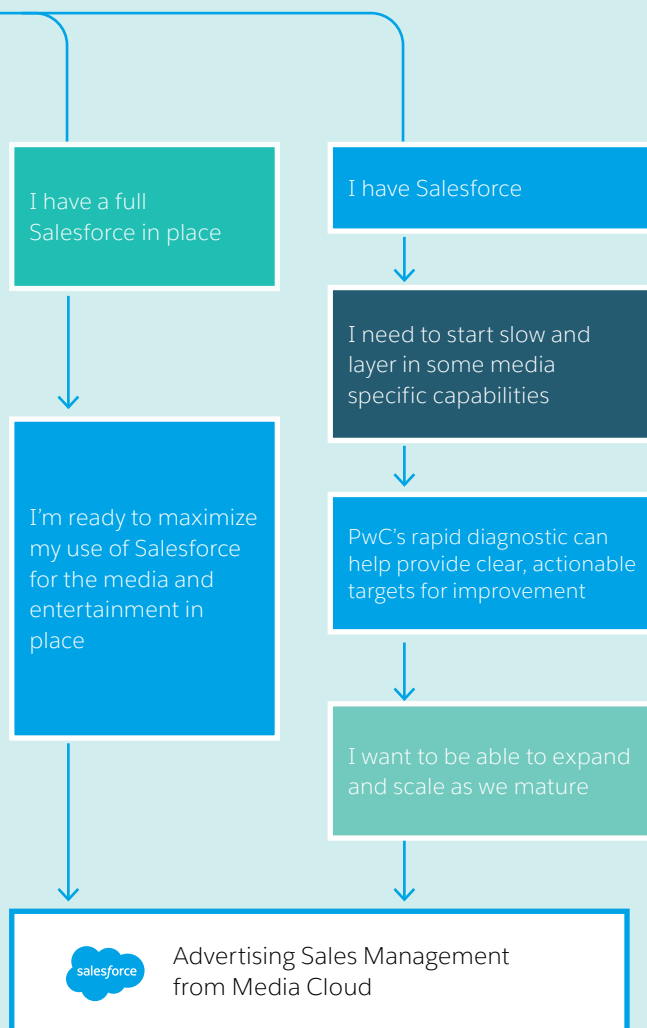 I have a full
Salesforce in place
I'm ready to maximize
my use of Salesforce
for the media and
entertainment in
place
I have Salesforce
I need to start slow and
layer in some media
specific capabilities
PwC's rapid diagnostic can
help provide clear, actionable
targets for improvement
I want to be able to expand
and scale as we mature
salesforce
Advertising Sales Management
from Media Cloud